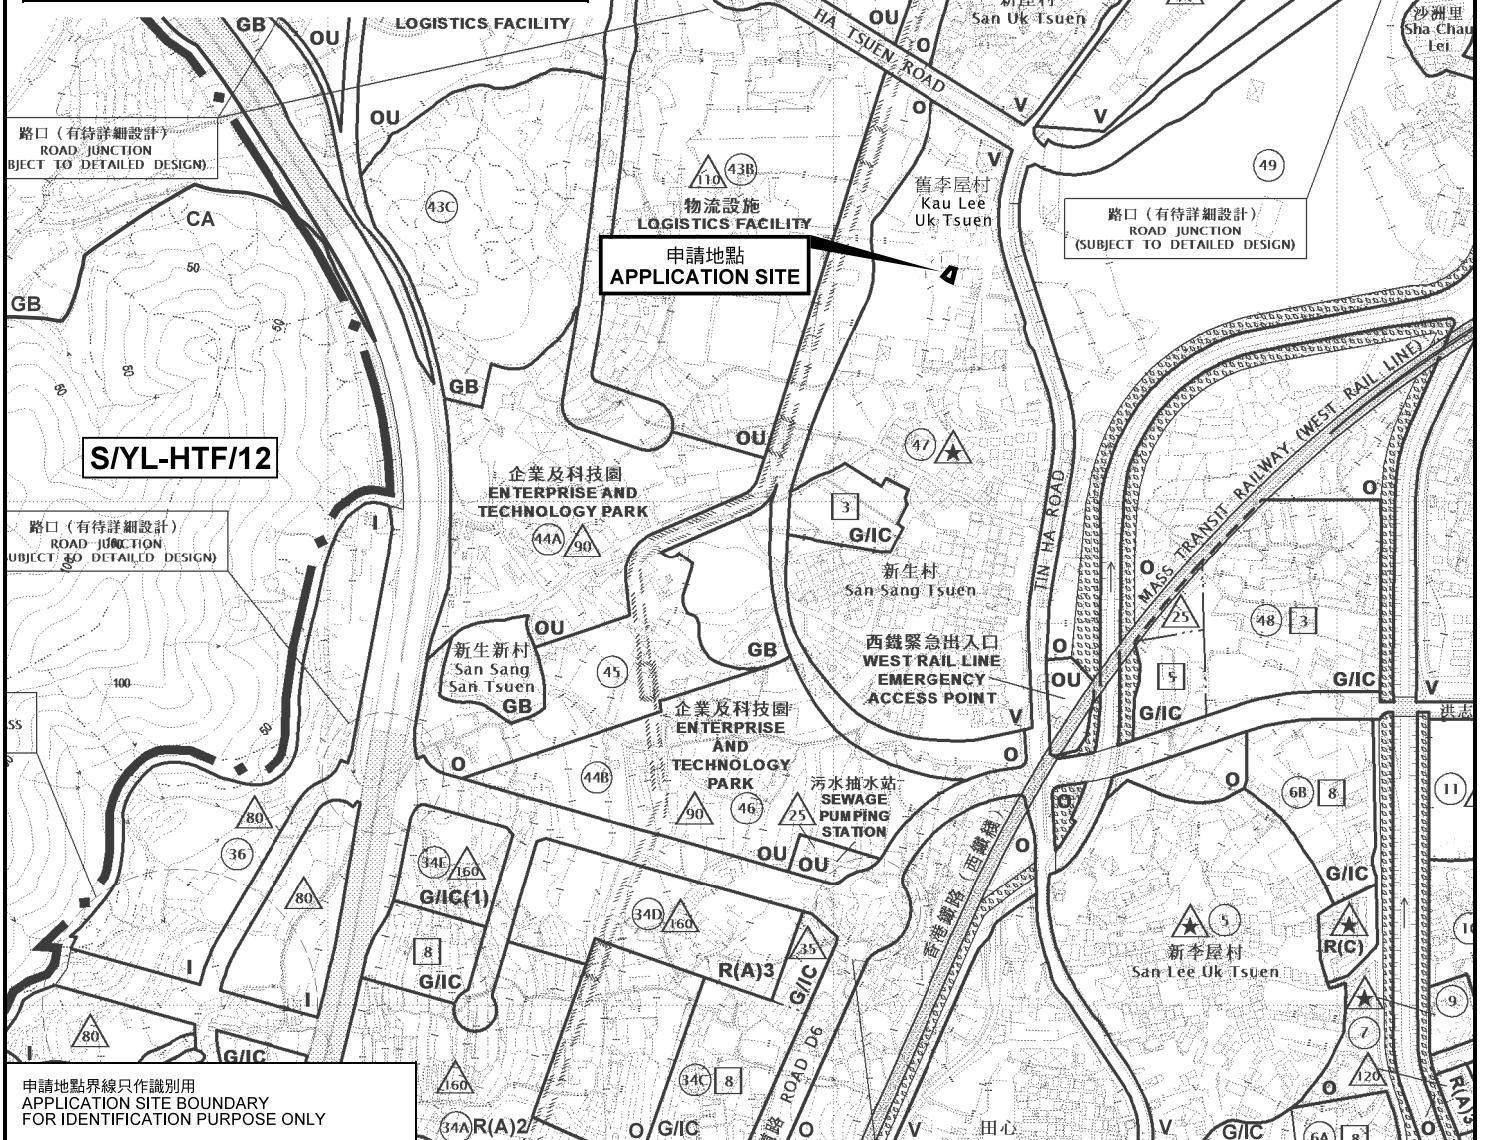 LOGISTICS FACILITY
GB
OU
OU
HA TSUEN ROAD
OU
O
O
San Uk Tsuen
沙洲里
Sha Chau
Lei
V
V
V
路口（有待詳細設計）
ROAD JUNCTION
BJECT TO DETAILED DESIGN)
CA
43C
110
43B
物流設施
LOGISTICS FACILITY
舊李屋村
Kau Lee
Uk Tsuen
49
路口（有待詳細設計）
ROAD JUNCTION
(SUBJECT TO DETAILED DESIGN)
申請地點
APPLICATION SITE
50
50
GB
50
50
GB
OU
47
S/YL-HTF/12
企業及科技園
ENTERPRISE AND
TECHNOLOGY PARK
44A
90
3
G/IC
TIN HA ROAD
MASS TRANSIT RAILWAY (WEST RAIL LINE)
O
O
路口（有待詳細設計）
ROAD JUNCTION
SUBJECT TO DETAILED DESIGN)
100
I
新生村
San Sang Tsuen
25
48
3
OU
新生新村
San Sang
San Tsuen
GB
45
GB
西鐵緊急出入口
WEST RAIL LINE
EMERGENCY
ACCESS POINT
O
OU
5
G/IC
G/IC
V
洪志
100
50
SS
企業及科技園
ENTERPRISE
AND
TECHNOLOGY
PARK
V
O
O
44B
90
46
25
污水抽水站
SEWAGE
PUMPING
STATION
OU
OU
O
O
O
6B
8
11
80
36
80
34E
160
G/IC(1)
34D
160
香港鐵路（西鐵綫）
G/IC
R(C)
5
新李屋村
San Lee Uk Tsuen
8
G/IC
R(A)3
35
G/IC
I
I
9
7
80
I
G/IC
160
34C
8
ROAD D6
120
O
R(A)3
申請地點界線只作識別用
APPLICATION SITE BOUNDARY
FOR IDENTIFICATION PURPOSE ONLY
34A
R(A)2
O
G/IC
O
V
田心
V
G/IC
6A
O